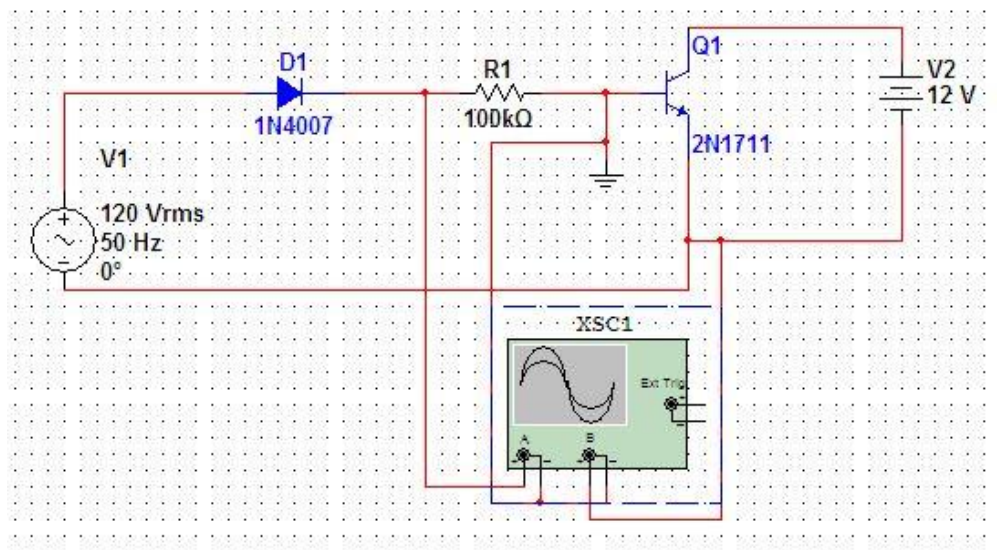 D1
1N4007
R1
100kΩ
Q1
2N1711
V2
12 V
V1
120 Vrms
50 Hz
0°
XSC1
Ext Trig
A
B